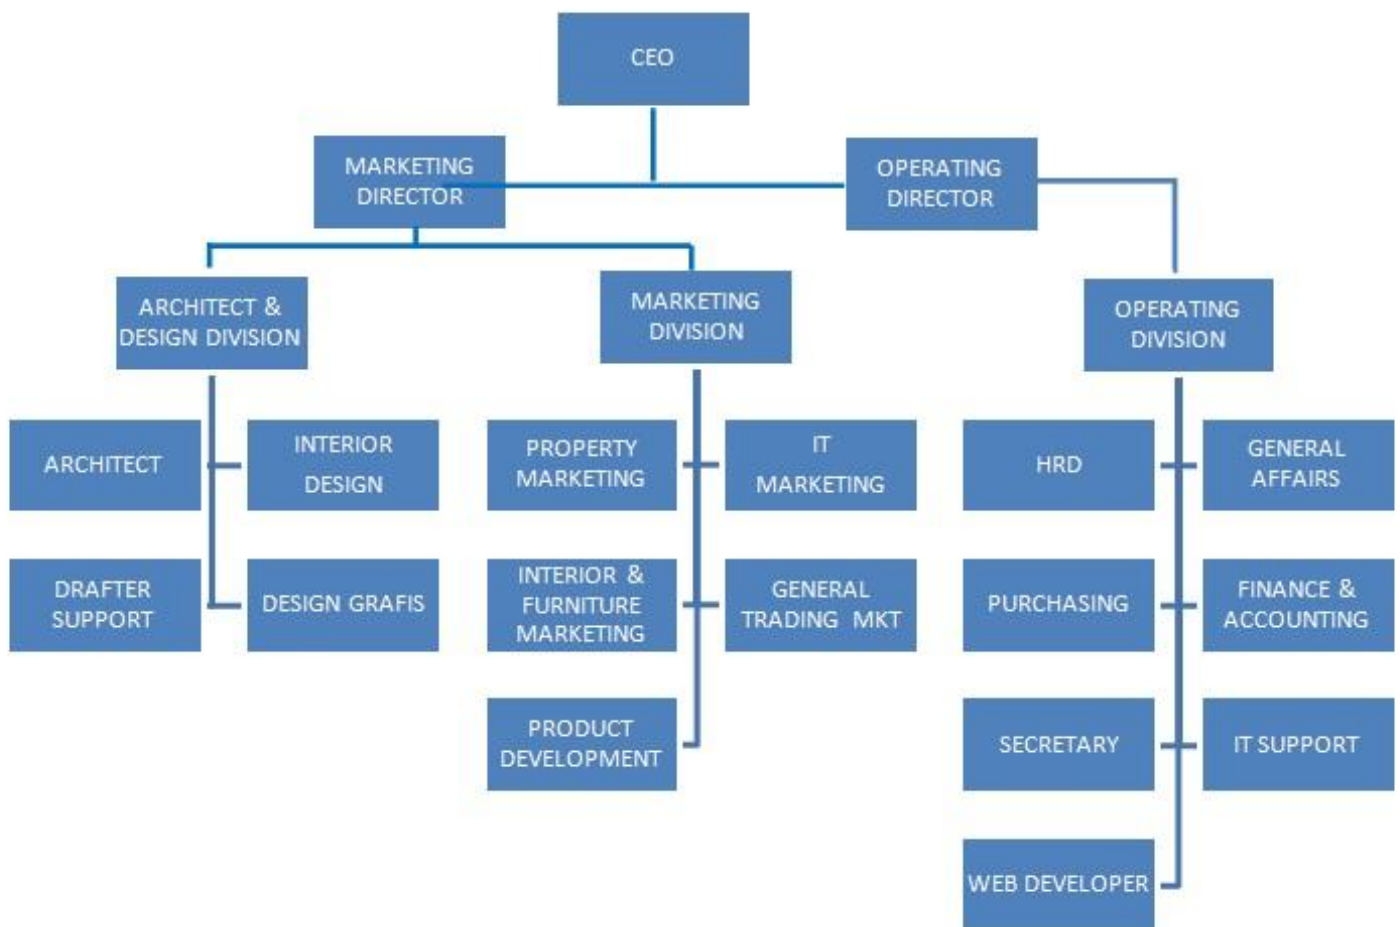 CEO
MARKETING
DIRECTOR
OPERATING
DIRECTOR
ARCHITECT &
DESIGN DIVISION
MARKETING
DIVISION
OPERATING
DIVISION
ARCHITECT
INTERIOR
DESIGN
PROPERTY
MARKETING
IT
MARKETING
HRD
GENERAL
AFFAIRS
DRAFTER
SUPPORT
DESIGN GRAFIS
INTERIOR &
FURNITURE
MARKETING
GENERAL
TRADING MKT
PURCHASING
FINANCE &
ACCOUNTING
PRODUCT
DEVELOPMENT
SECRETARY
IT SUPPORT
WEB DEVELOPER